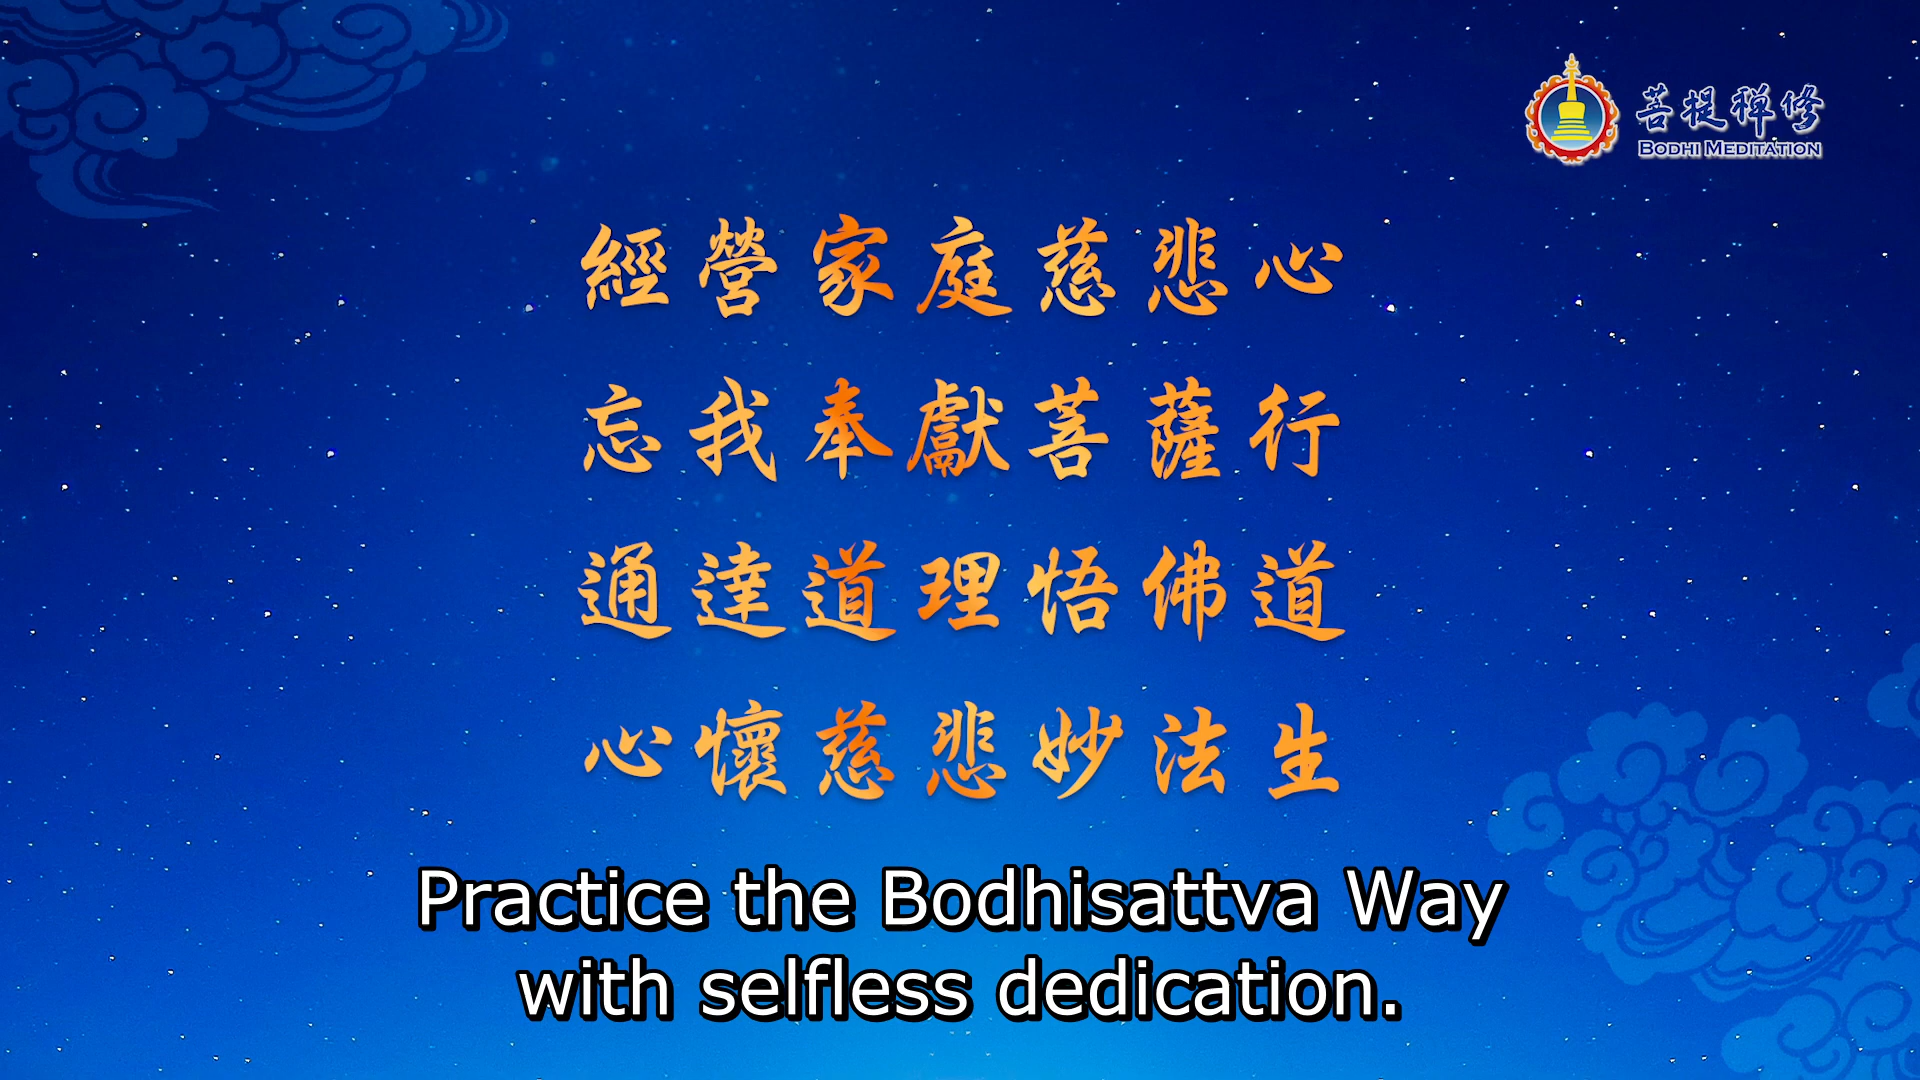 菩提禪修
BODHI MEDITATION
經營家庭慈悲心
忘我奉獻菩薩行
通達道理悟佛道
心懷慈悲妙法生
Practice the Bodhisattva Way
with selfless dedication.